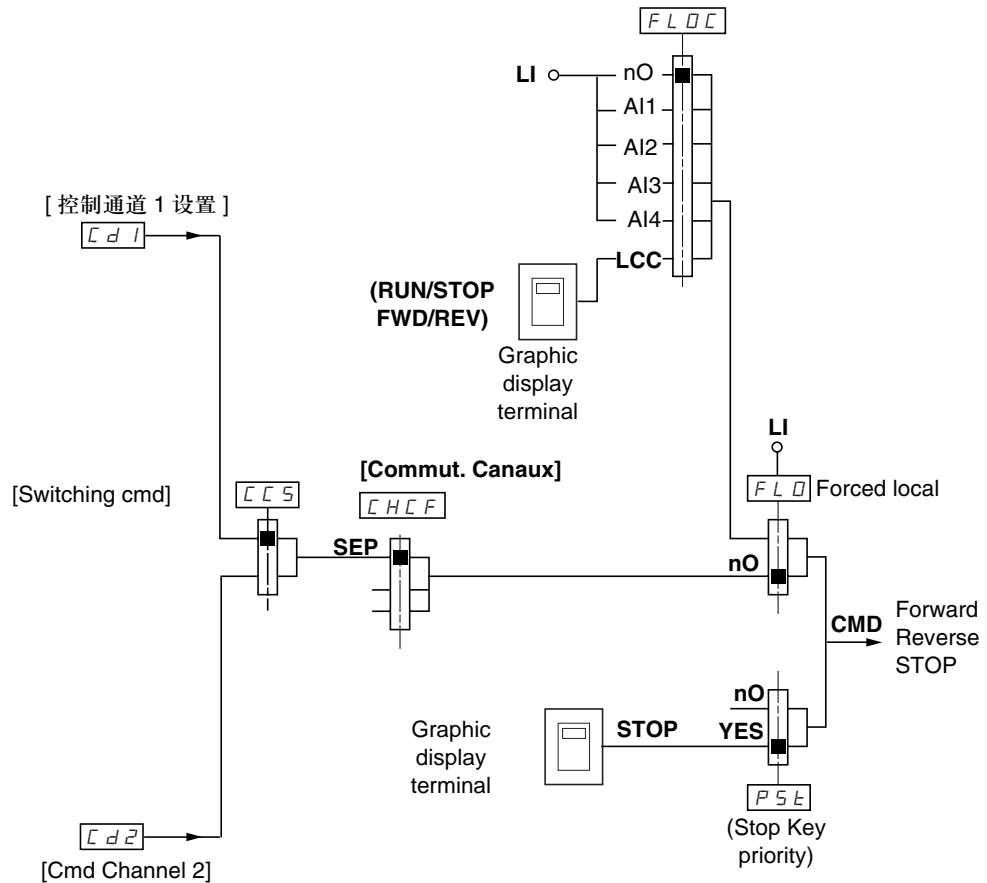 FLOC
LI
nO
AI1
AI2
AI3
AI4
LCC
[ 控制通道 1 设置 ]
Cd1
(RUN/STOP
FWD/REV)
Graphic
display
terminal
LI
FLO Forced local
[Commut. Canaux]
CHCF
[Switching cmd]
CCS
SEP
nO
CMD
Forward
Reverse
STOP
nO
Graphic
display
terminal
STOP
YES
PSt
(Stop Key
priority)
Cd2
[Cmd Channel 2]